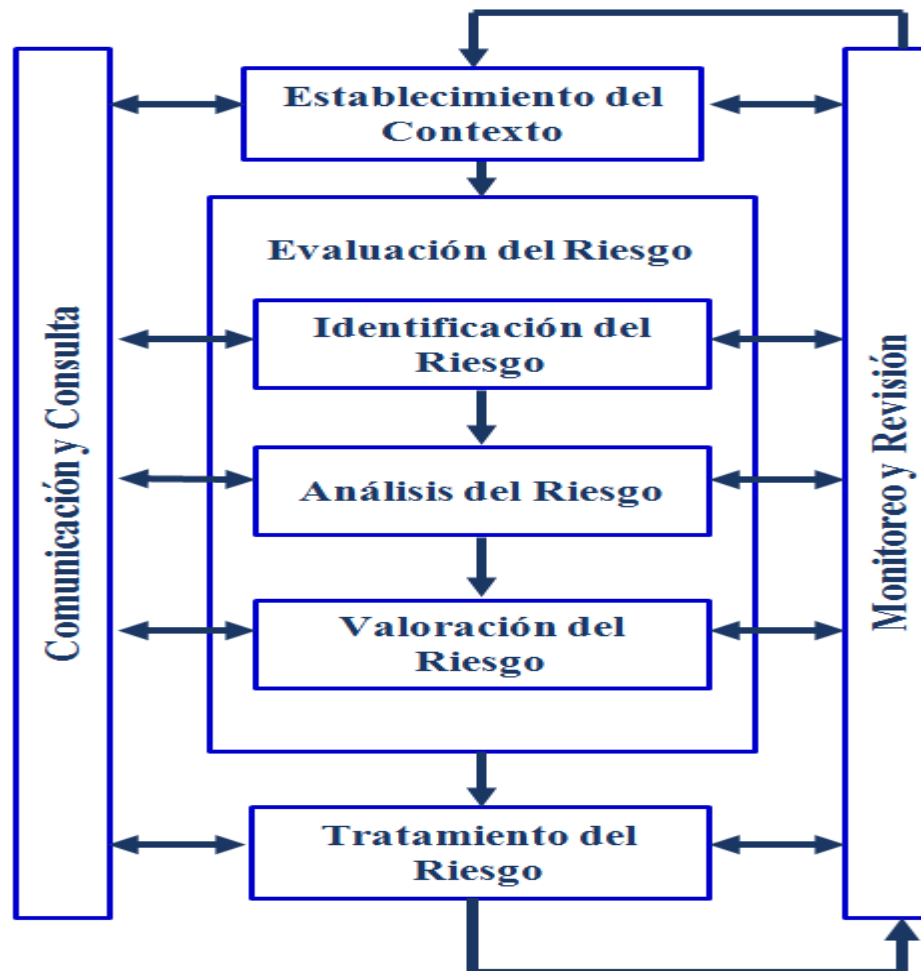 Establecimiento del
Contexto
Evaluación del Riesgo
Identificación del
Riesgo
Análisis del Riesgo
Valoración del
Riesgo
Tratamiento del
Riesgo
Comunicación y Consulta
Monitoreo y Revisión